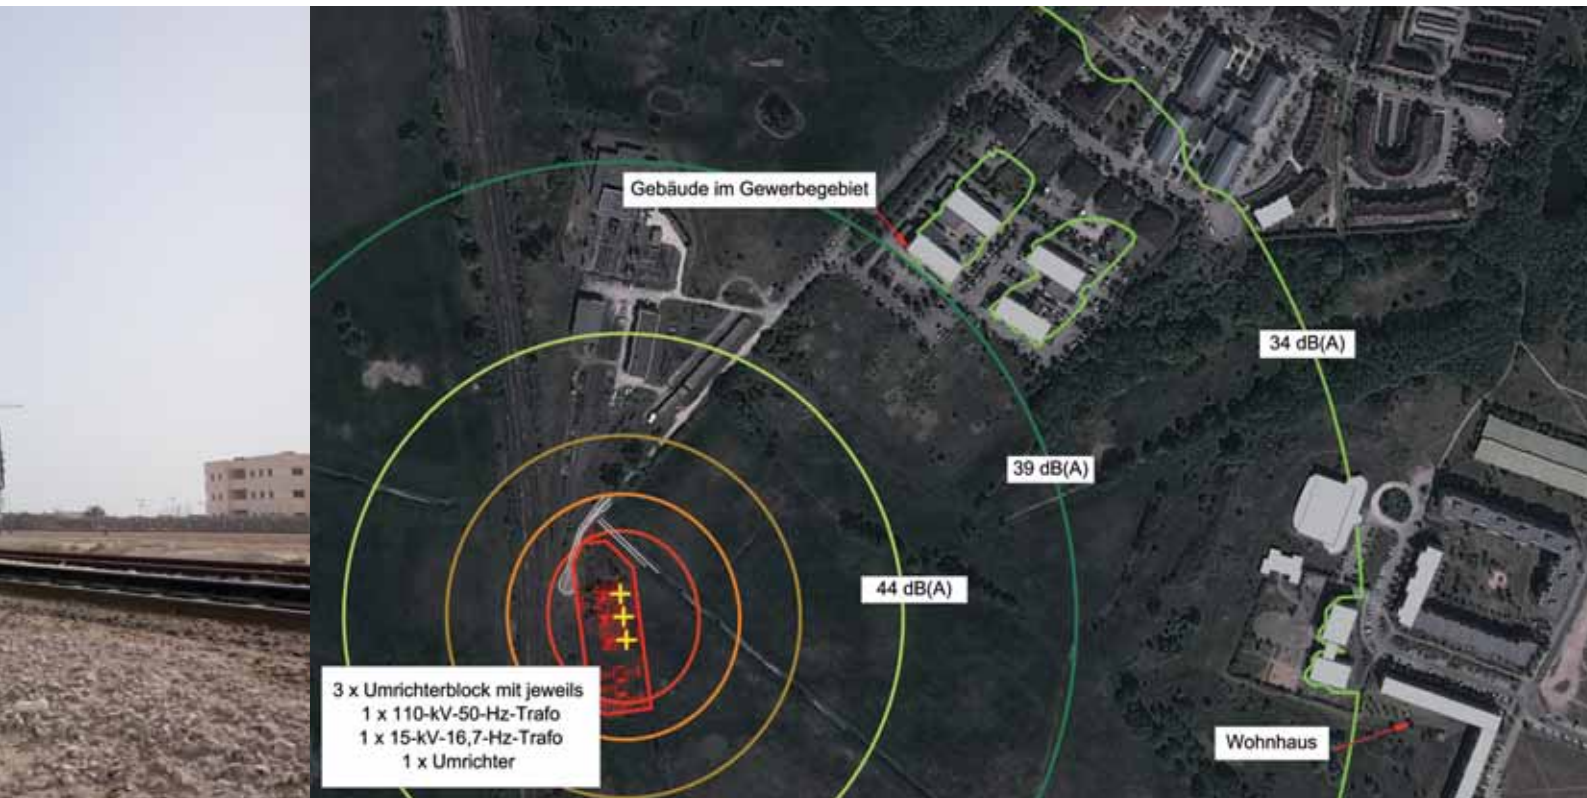 Gebäude im Gewerbegebiet
34 dB(A)
39 dB(A)
44 dB(A)
3 x Umrichterblock mit jeweils
1 x 110-kV-50-Hz-Trafo
1 x 15-kV-16,7-Hz-Trafo
1 x Umrichter
Wohnhaus